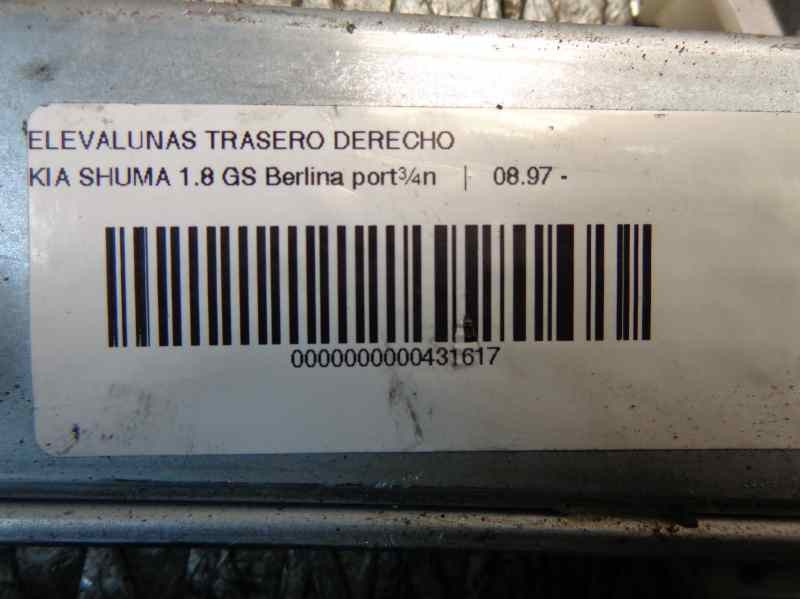 ELEVALUNAS TRASERO DERECHO
KIA SHUMA 1.8 GS Berlina port¾n | 08.97 -
0000000000431617